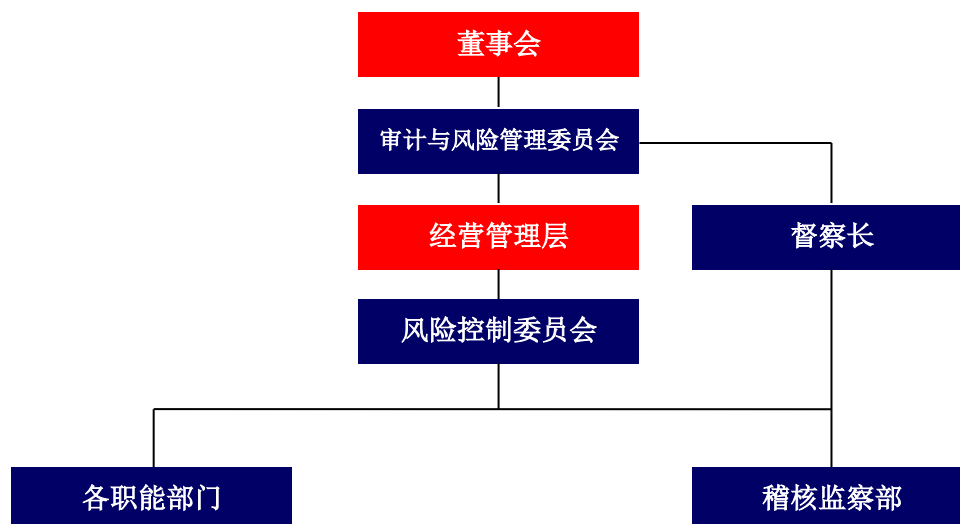 董事会
审计与风险管理委员会
经营管理层
督察长
风险控制委员会
各职能部门
稽核监察部